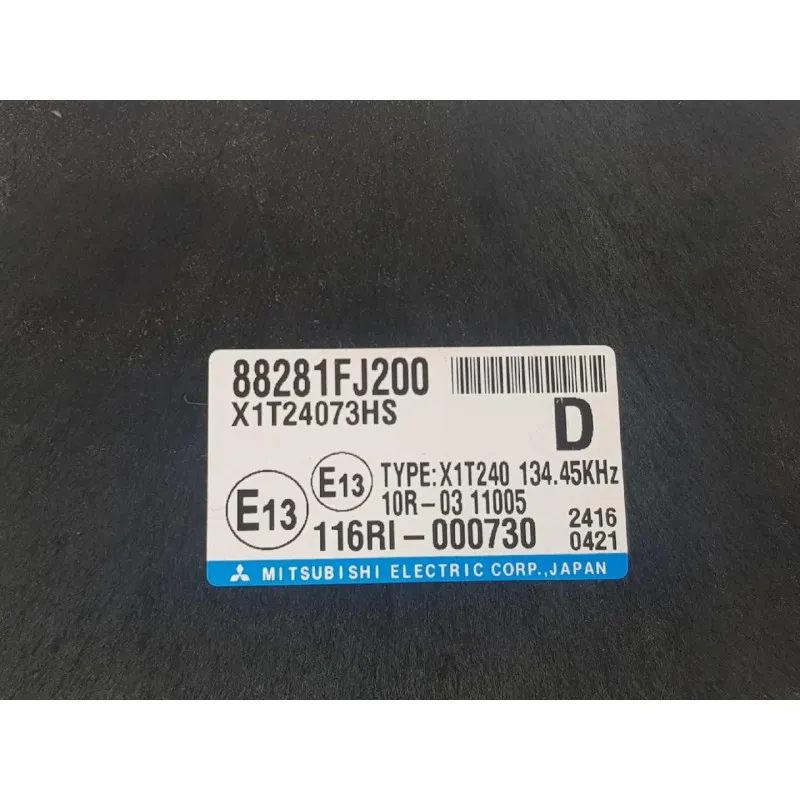 88281FJ200
X1T24073HS
D
E13
E13
TYPE:X1T240 134.45KHz
10R-03 11005
116RI-000730
2416
0421
MITSUBISHI ELECTRIC CORP.,JAPAN